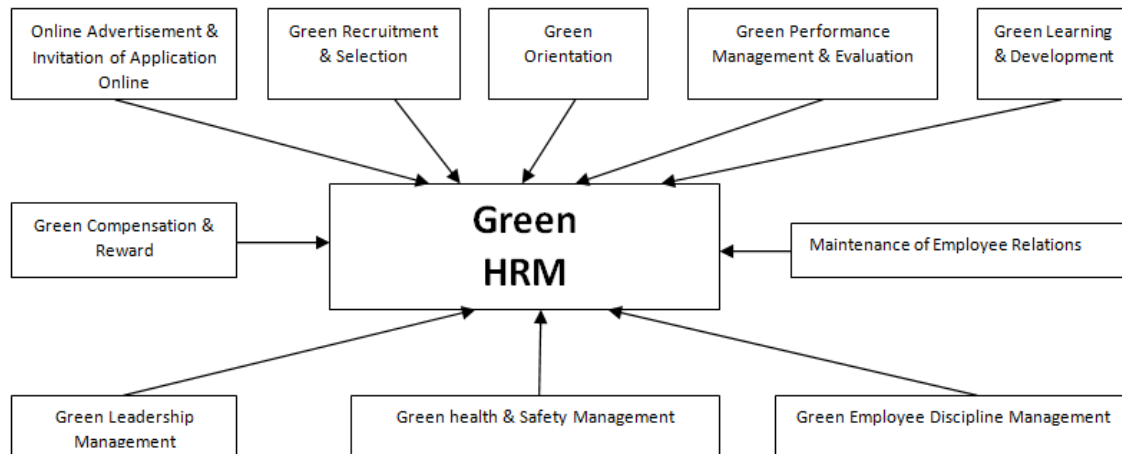 Online Advertisement &
Invitation of Application
Online
Green Recruitment
& Selection
Green
Orientation
Green Performance
Management & Evaluation
Green Learning
& Development
Green Compensation &
Reward
Green
HRM
Maintenance of Employee Relations
Green Leadership
Management
Green health & Safety Management
Green Employee Discipline Management